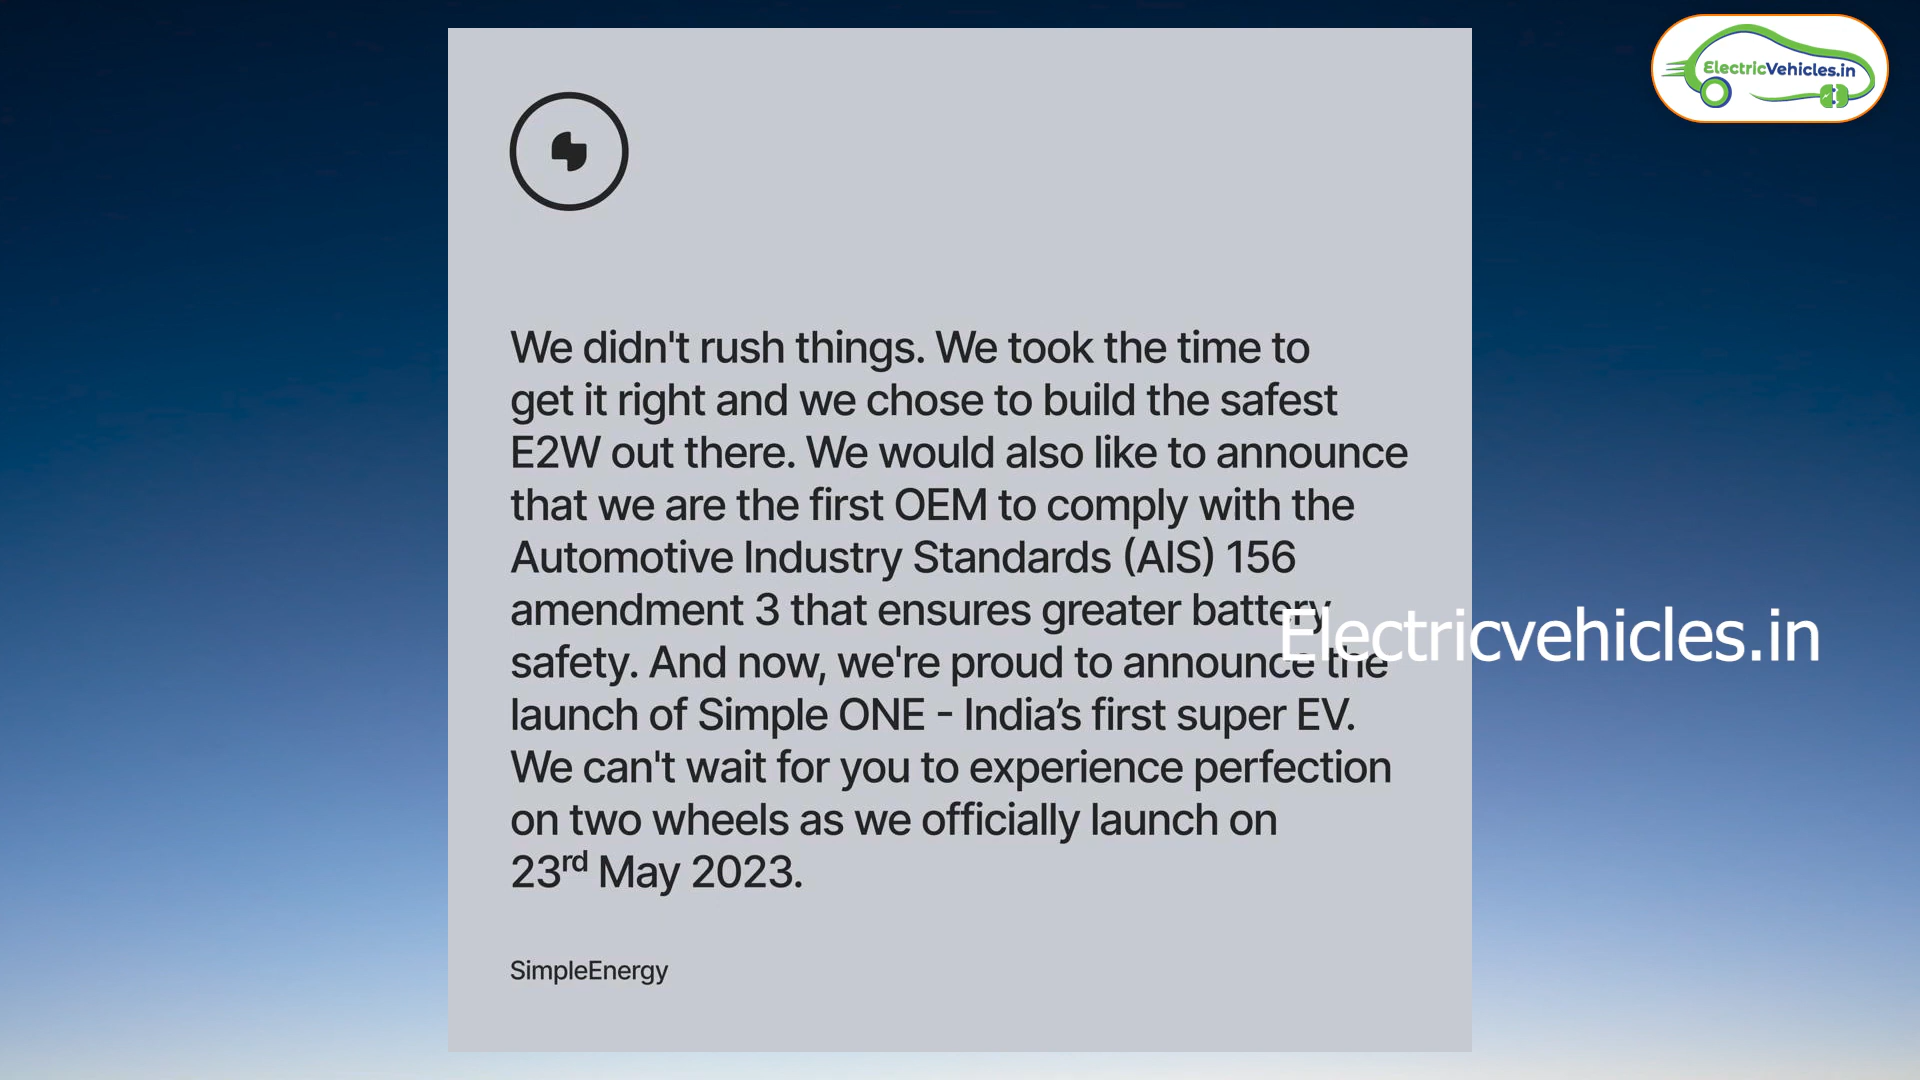 ElectricVehicles.in
We didn't rush things. We took the time to
get it right and we chose to build the safest
E2W out there. We would also like to announce
that we are the first OEM to comply with the
Automotive Industry Standards (AIS) 156
amendment 3 that ensures greater battery
safety. And now, we're proud to announce the
launch of Simple ONE - India’s first super EV.
We can't wait for you to experience perfection
on two wheels as we officially launch on
23rd May 2023.
SimpleEnergy
Electricvehicles.in